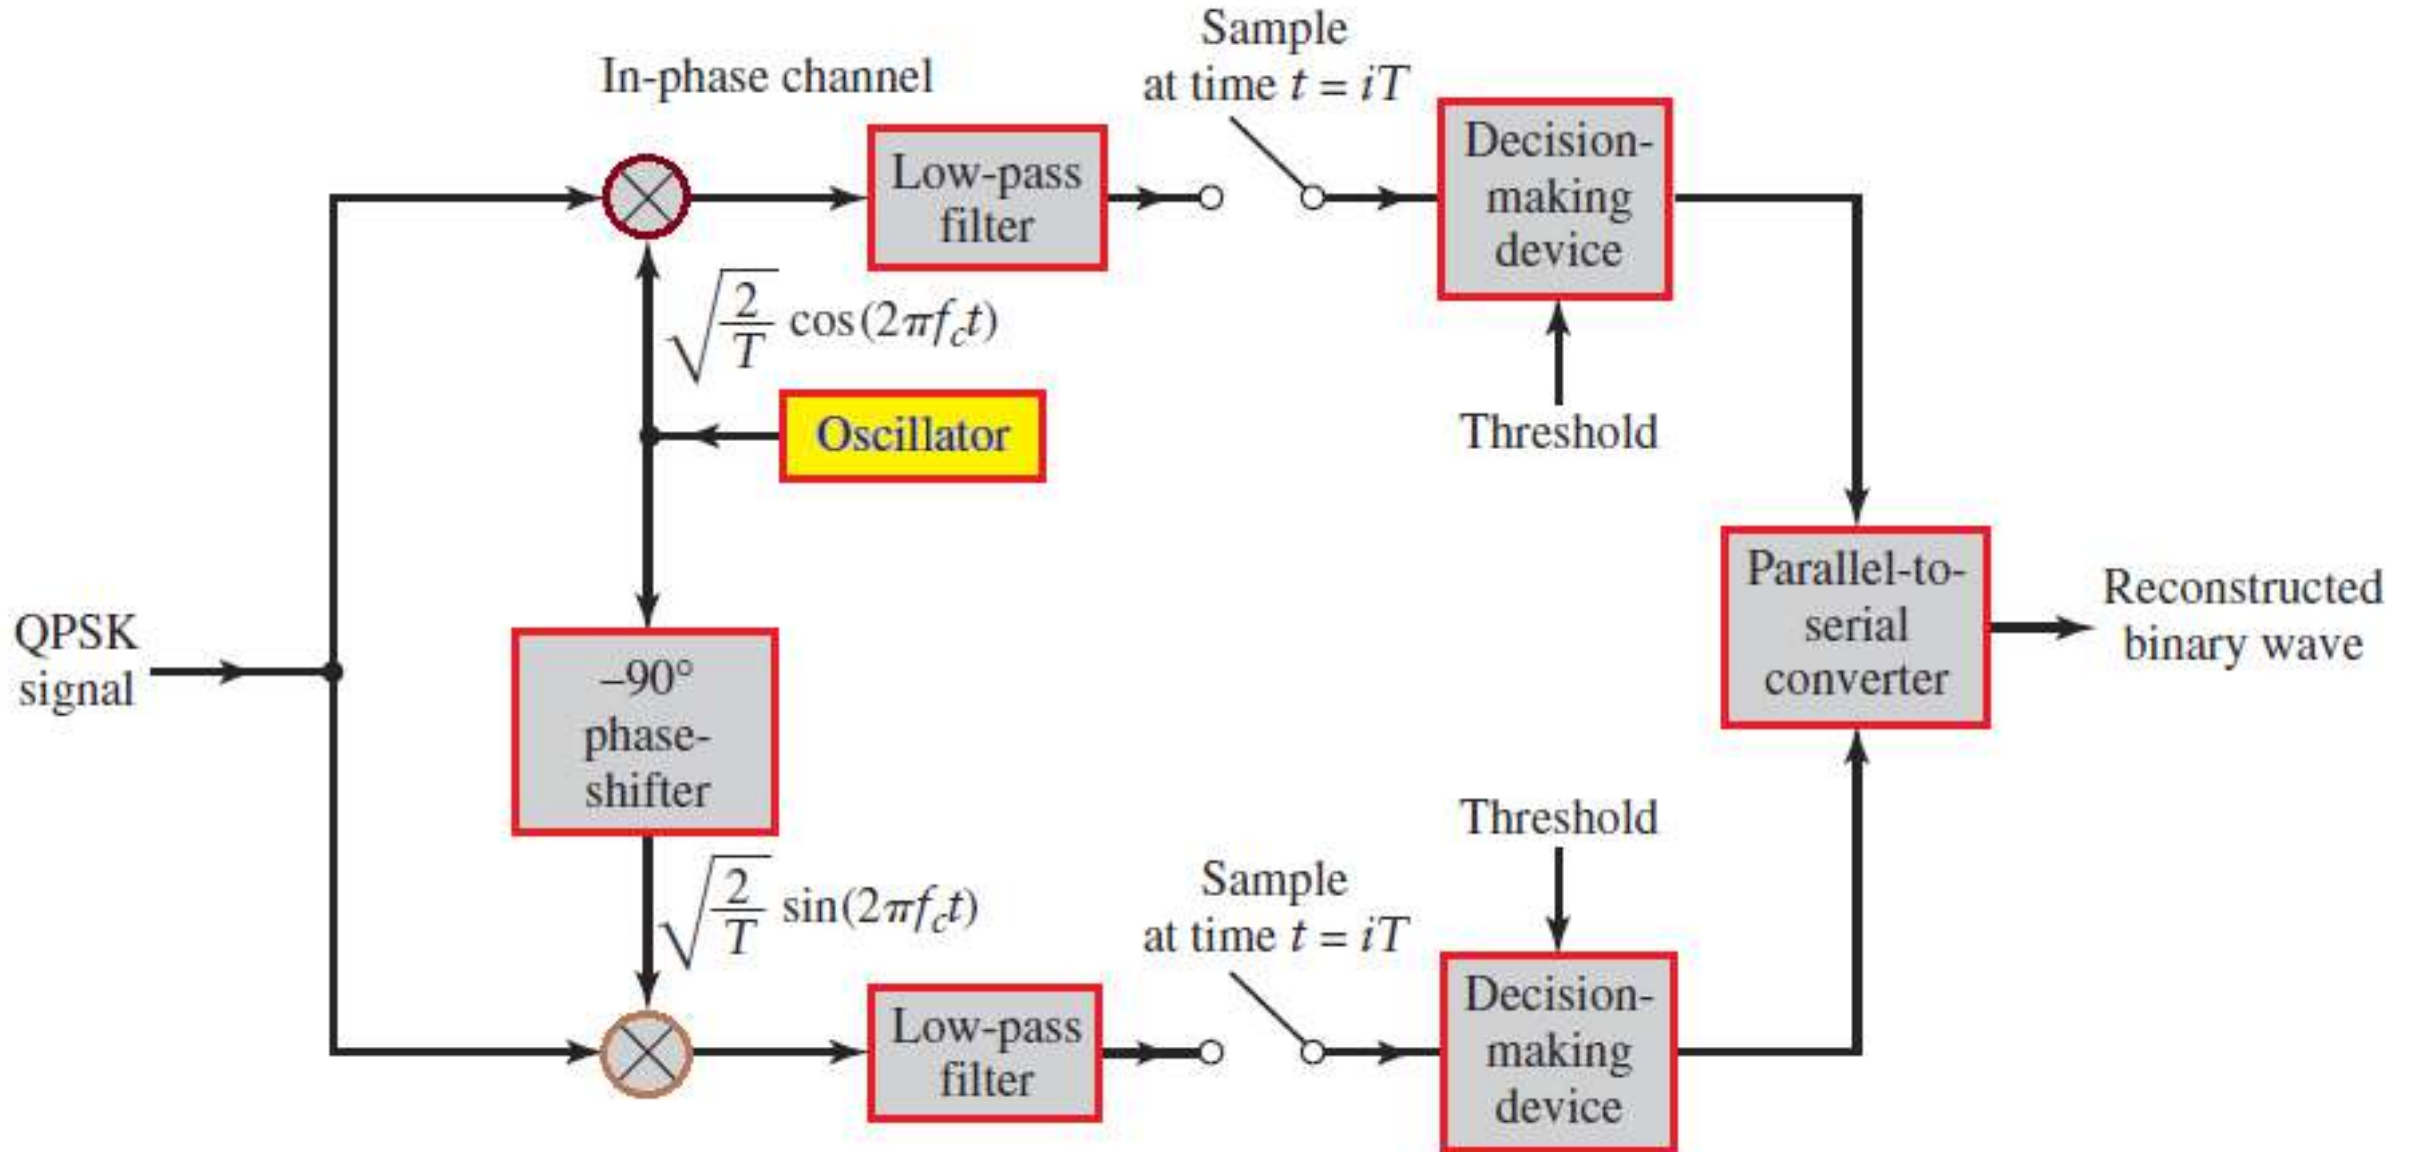 Sample
at time t = iT
In-phase channel
Low-pass
filter
Decision-
making
device
√(2/T) cos(2πf_ct)
Oscillator
Threshold
QPSK
signal
–90°
phase-
shifter
Parallel-to-
serial
converter
Reconstructed
binary wave
√(2/T) sin(2πf_ct)
Sample
at time t = iT
Threshold
Low-pass
filter
Decision-
making
device